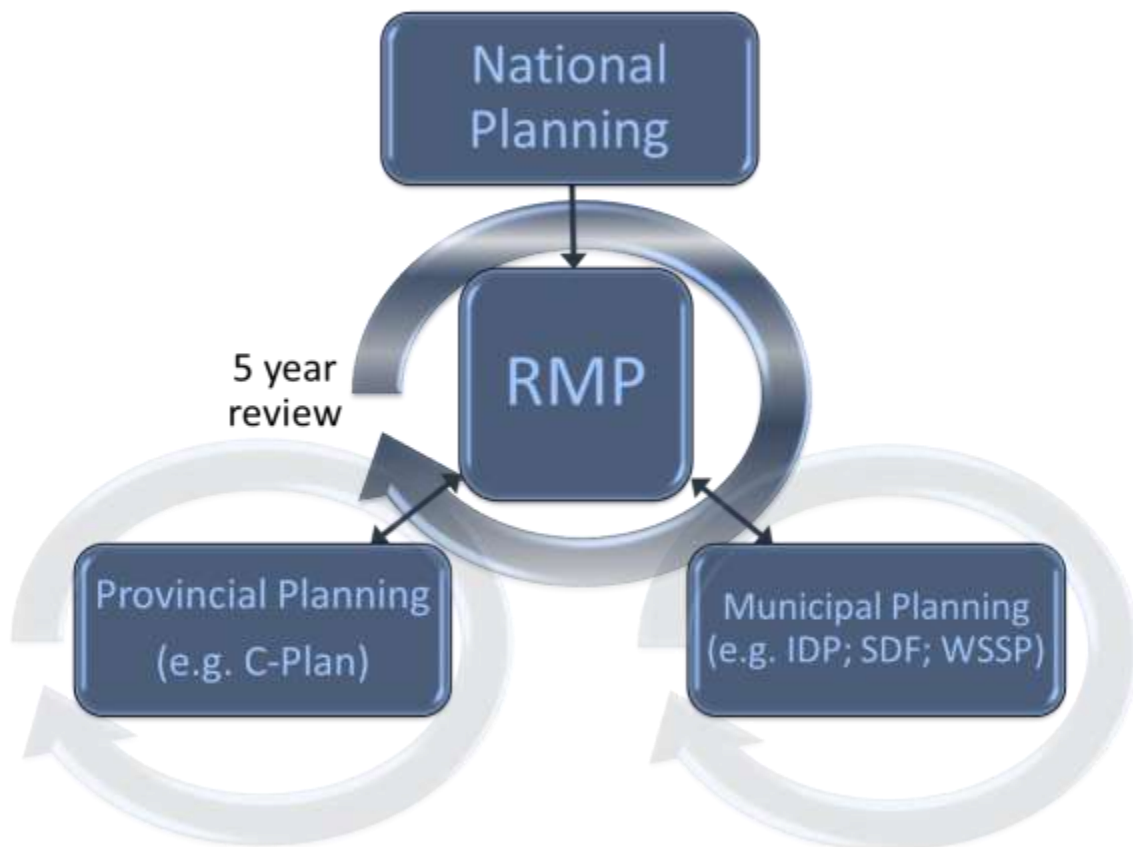 National
Planning
RMP
5 year
review
Provincial Planning
(e.g. C-Plan)
Municipal Planning
(e.g. IDP; SDF; WSSP)